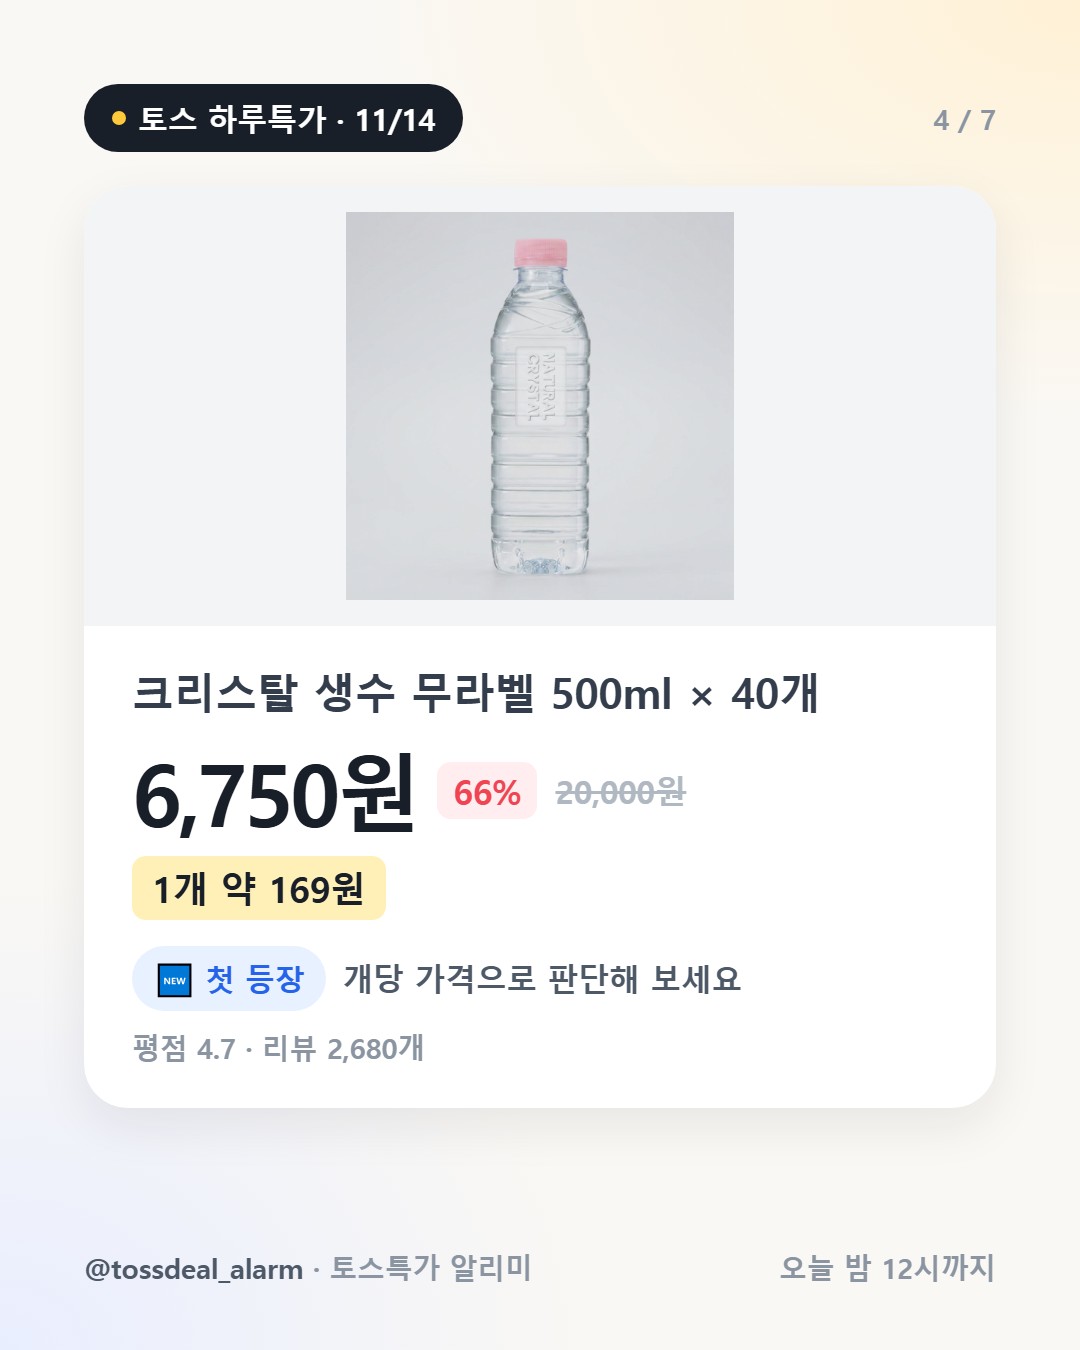 토스 하루특가 · 11/14
4 / 7
NATURAL
CRYSTAL
크리스탈 생수 무라벨 500ml × 40개
6,750원 66% 20,000원
1개 약 169원
NEW 첫 등장 개당 가격으로 판단해 보세요
평점 4.7 · 리뷰 2,680개
@tossdeal_alarm · 토스특가 알리미
오늘 밤 12시까지